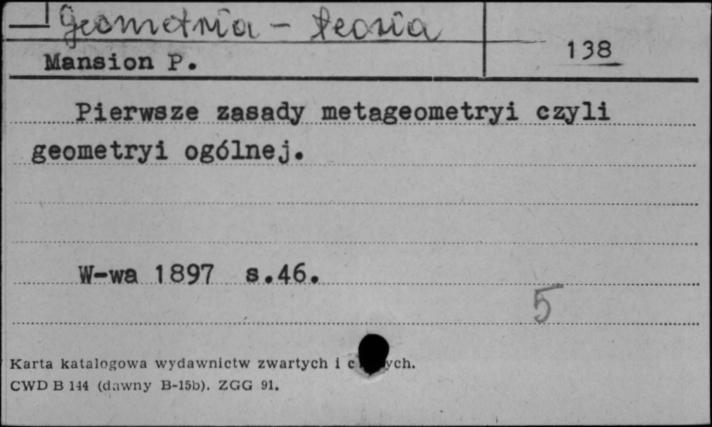 Geometria - teoria
138
Mansion P.
Pierwsze zasady metageometryi czyli
geometryi ogólnej.
W-wa 1897 s.46.
5
Karta katalogowa wydawnictw zwartych i
CWD B 144 (dawny B-15b). ZGG 91.